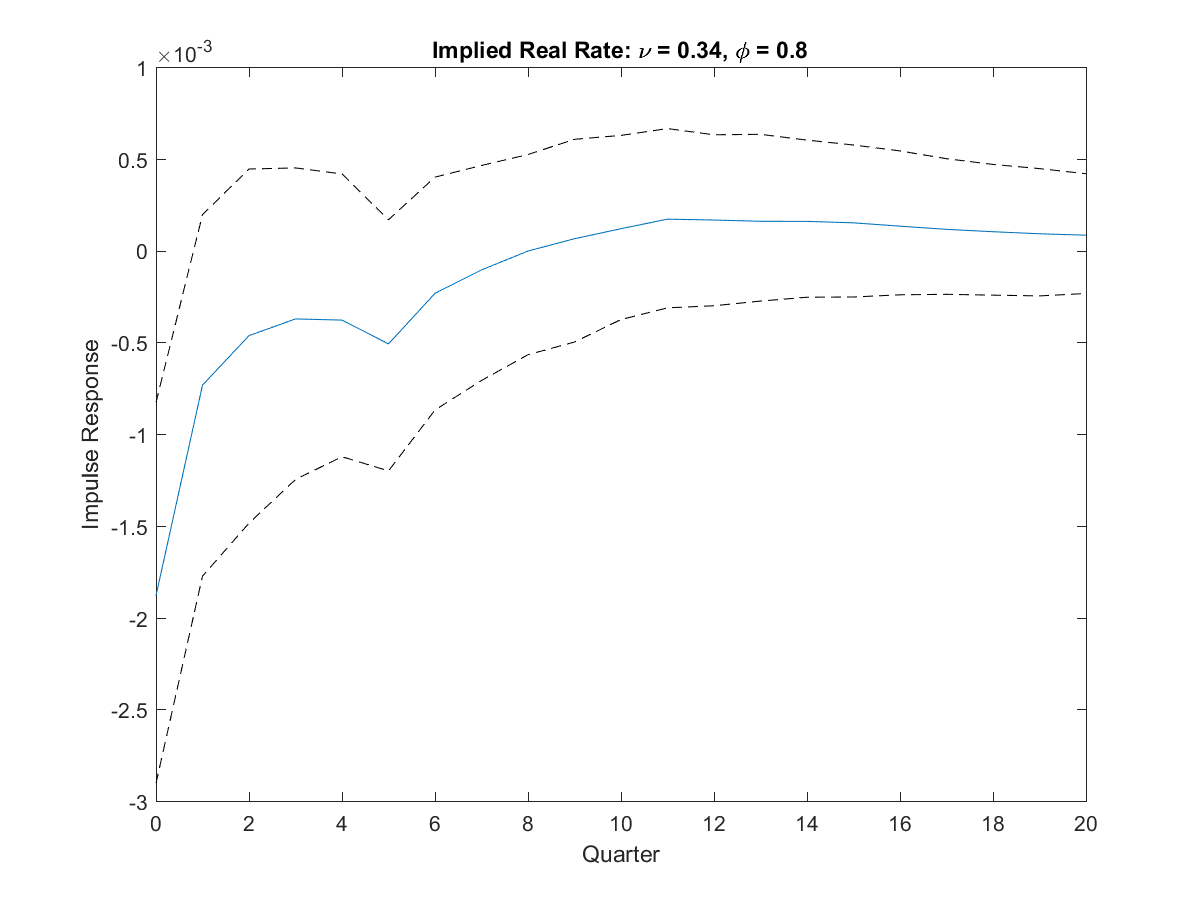 Implied Real Rate: ν = 0.34, ϕ = 0.8
×10⁻³
1
0.5
0
-0.5
-1
-1.5
-2
-2.5
-3
Impulse Response
0 2 4 6 8 10 12 14 16 18 20
Quarter